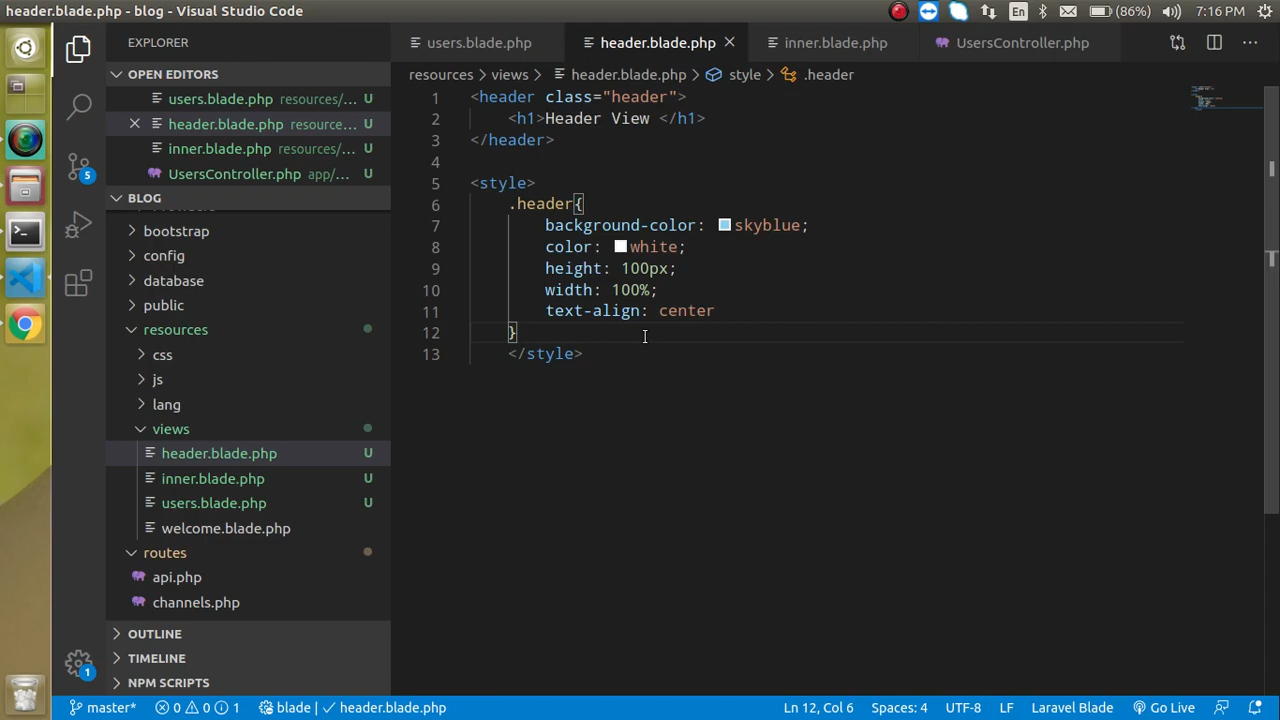 header.blade.php - blog - Visual Studio Code
En
(86%)
7:16 PM
EXPLORER
users.blade.php
header.blade.php
inner.blade.php
UsersController.php
OPEN EDITORS
users.blade.php resources/... U
header.blade.php resource... U
inner.blade.php resources/... U
UsersController.php app/... U
BLOG
bootstrap
config
database
public
resources
css
js
lang
views
header.blade.php U
inner.blade.php U
users.blade.php U
welcome.blade.php
routes
api.php
channels.php
OUTLINE
TIMELINE
NPM SCRIPTS
5
1
resources > views > header.blade.php > style > .header
1 <header class="header">
2 <h1>Header View </h1>
3 </header>
4
5 <style>
6 .header{
7 background-color: skyblue;
8 color: white;
9 height: 100px;
10 width: 100%;
11 text-align: center
12 }
13 </style>
master* 0 0 1 blade | header.blade.php Ln 12, Col 6 Spaces: 4 UTF-8 LF Laravel Blade Go Live